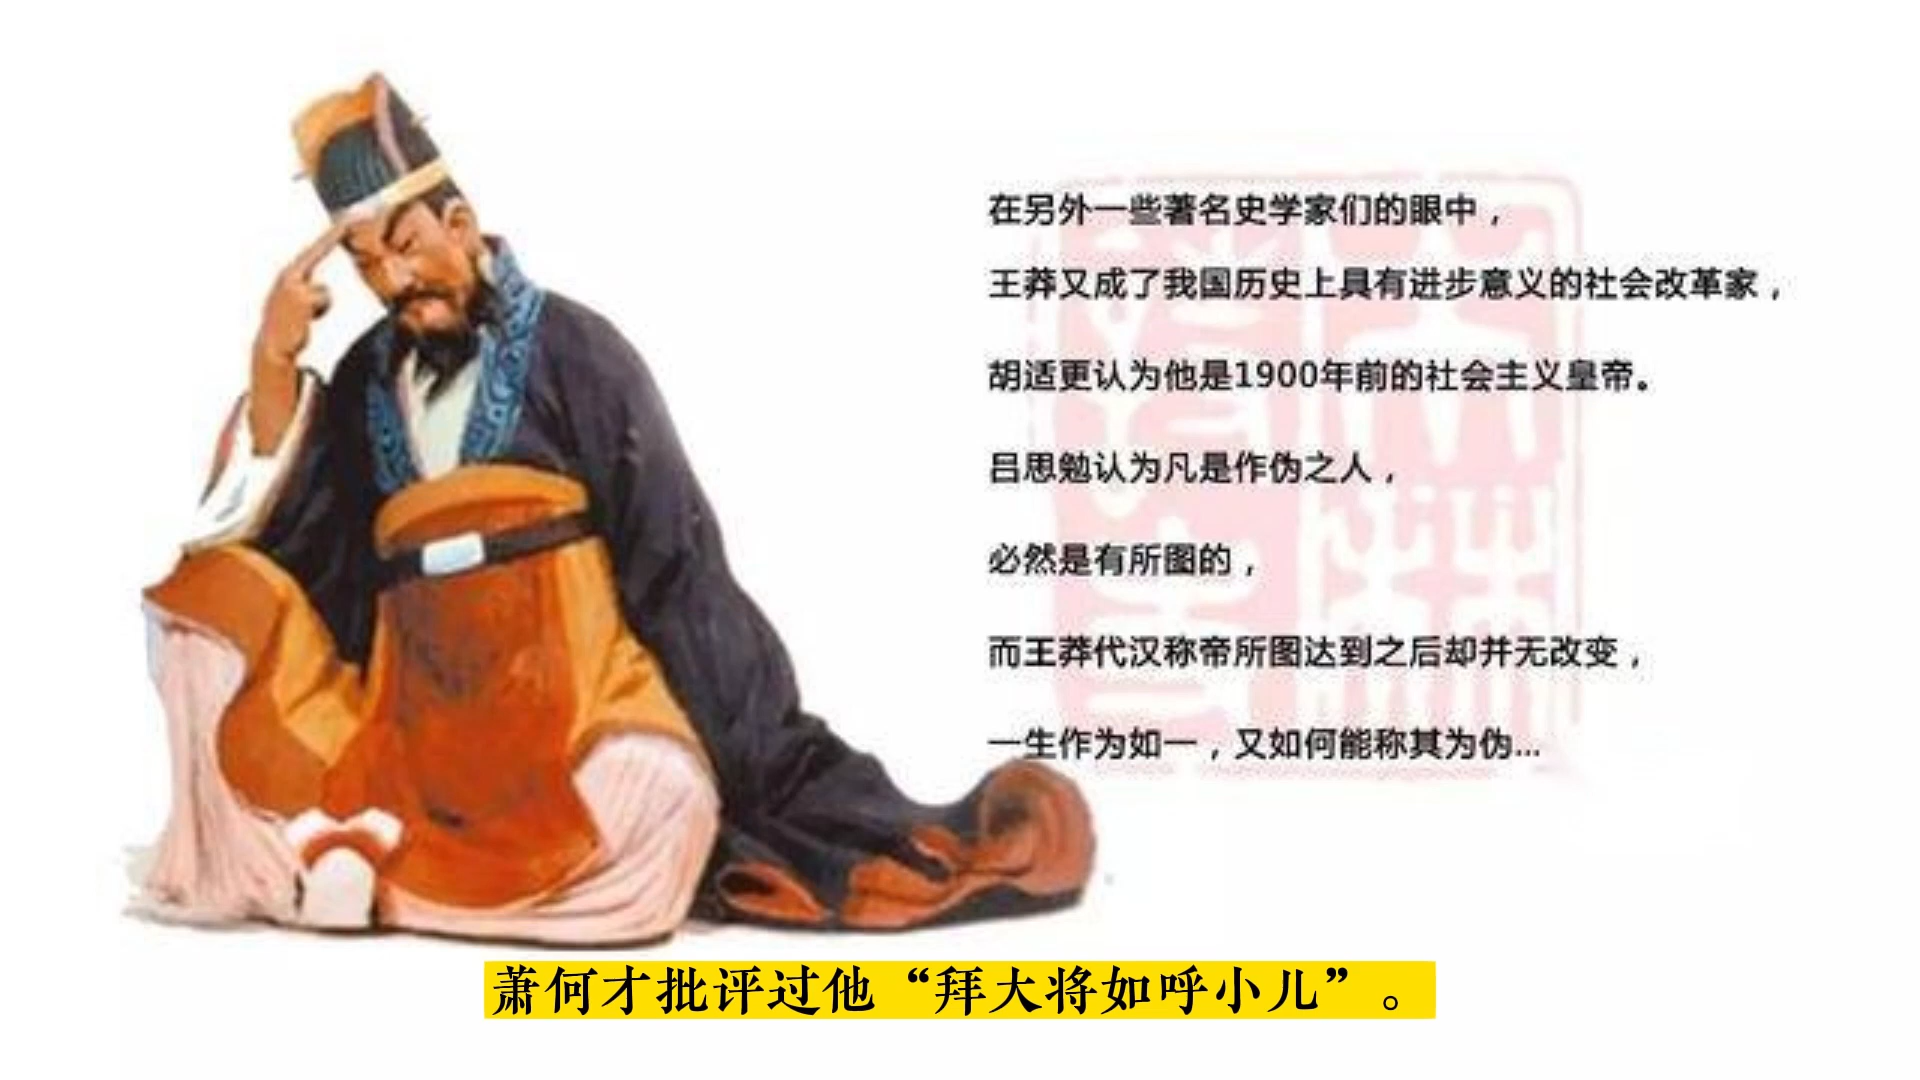 在另外一些著名史学家们的眼中，
王莽又成了我国历史上具有进步意义的社会改革家，
胡适更认为他是1900年前的社会主义皇帝。
吕思勉认为凡是作伪之人，
必然是有所图的，
而王莽代汉称帝所图达到之后却并无改变，
一生作为如一，又如何能称其为伪...
萧何才批评过他“拜大将如呼小儿”。